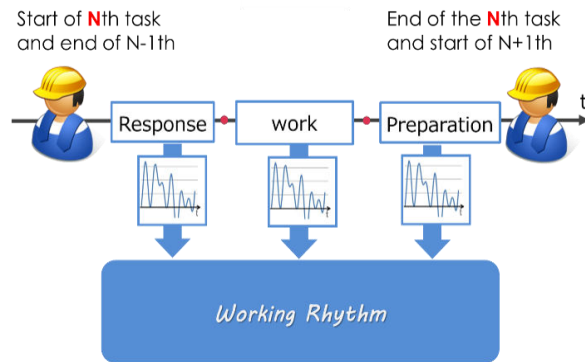 Start of Nth task
and end of N-1th
End of the Nth task
and start of N+1th
t
Response
work
Preparation
t
t
t
Working Rhythm